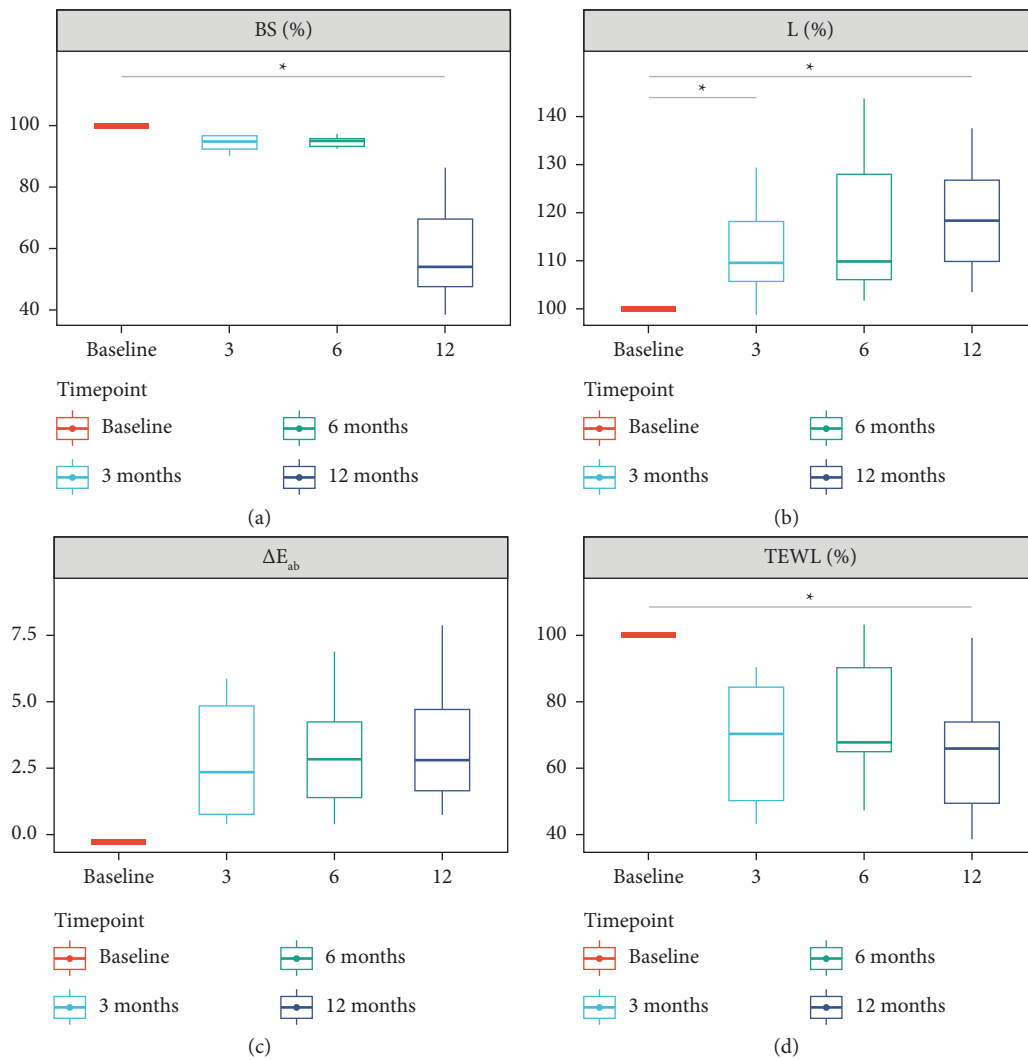 BS (%)
*
100
80
60
40
Baseline 3 6 12
Timepoint
Baseline 6 months
3 months 12 months
(a)
L (%)
*
*
140
130
120
110
100
Baseline 3 6 12
Timepoint
Baseline 6 months
3 months 12 months
(b)
ΔE_ab
7.5
5.0
2.5
0.0
Baseline 3 6 12
Timepoint
Baseline 6 months
3 months 12 months
(c)
TEWL (%)
*
100
80
60
40
Baseline 3 6 12
Timepoint
Baseline 6 months
3 months 12 months
(d)